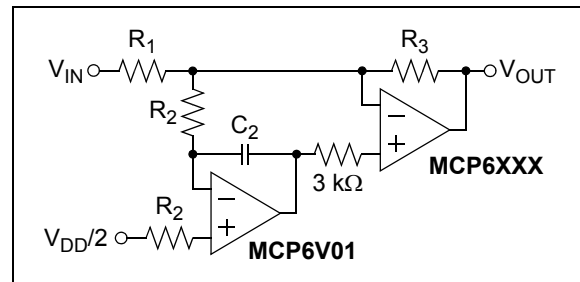 R1 R3
VIN VOUT
R2
C2
3 kΩ
MCP6XXX
R2
VDD/2
MCP6V01
− +
− +